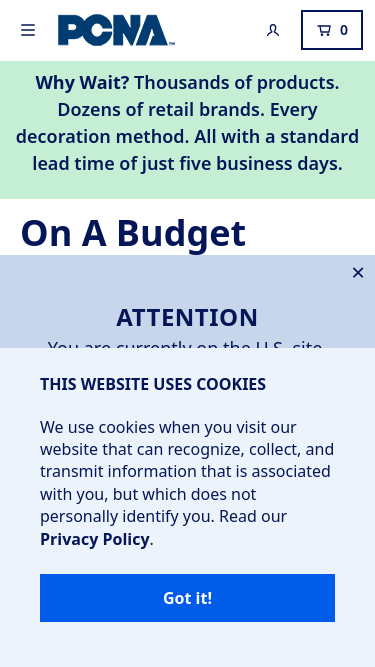 PCNA
0
Why Wait? Thousands of products.
Dozens of retail brands. Every
decoration method. All with a standard
lead time of just five business days.
On A Budget
ATTENTION
You are currently on the U.S. site.
THIS WEBSITE USES COOKIES
We use cookies when you visit our
website that can recognize, collect, and
transmit information that is associated
with you, but which does not
personally identify you. Read our
Privacy Policy.
Got it!